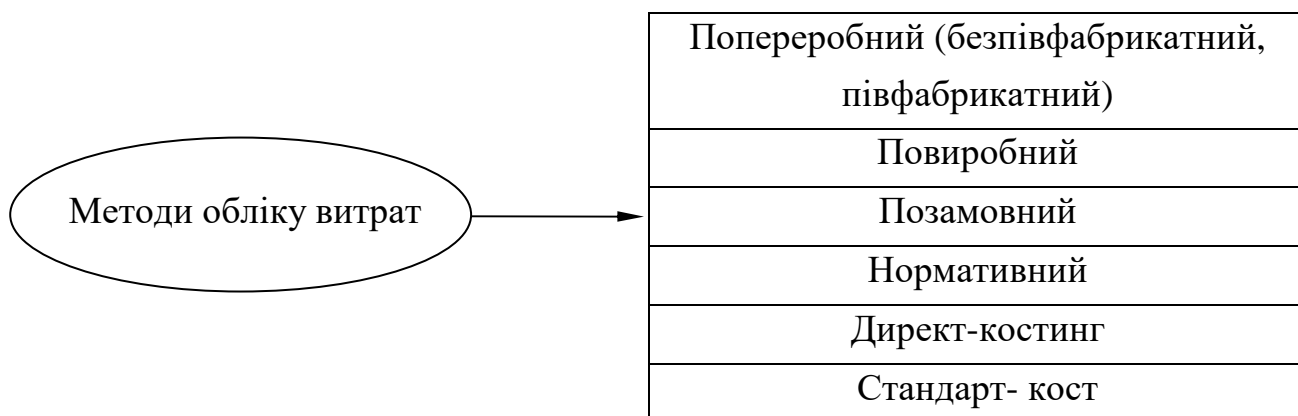 Попереробний (безпівфабрикатний,
півфабрикатний)
Повиробний
Методи обліку витрат
Позамовний
Нормативний
Директ-костинг
Стандарт- кост